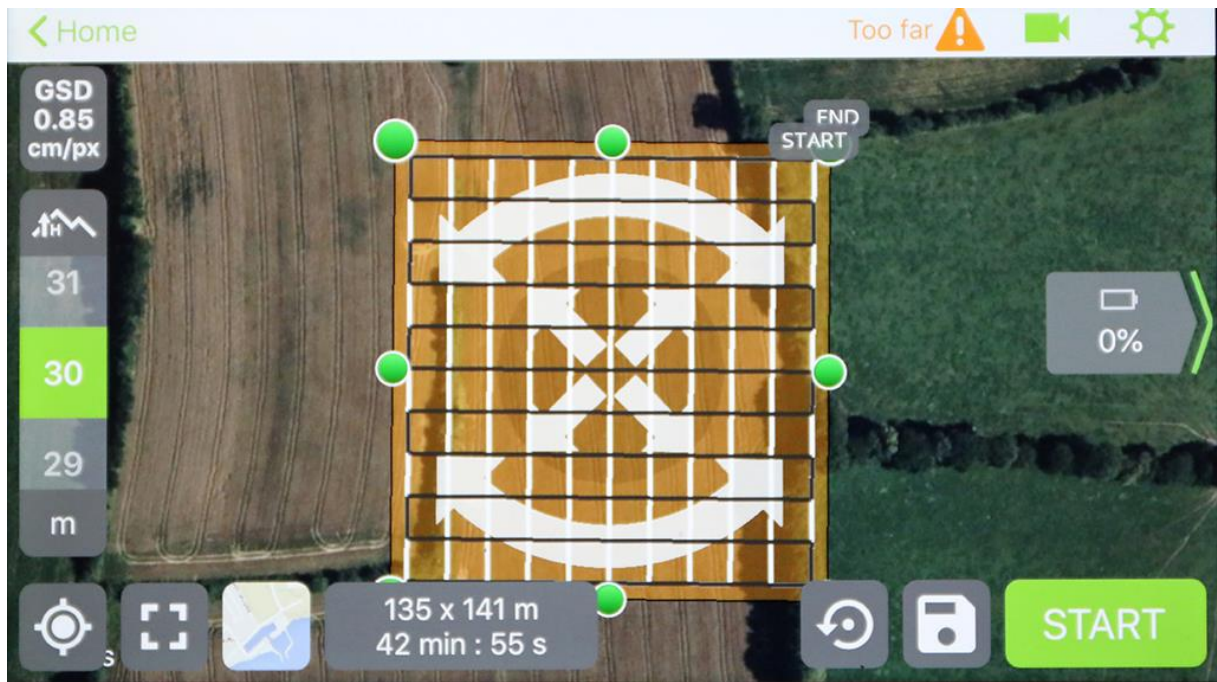 Home
Too far
GSD
0.85
cm/px
END
START
31
30
29
m
0%
135 x 141 m
42 min : 55 s
START
s